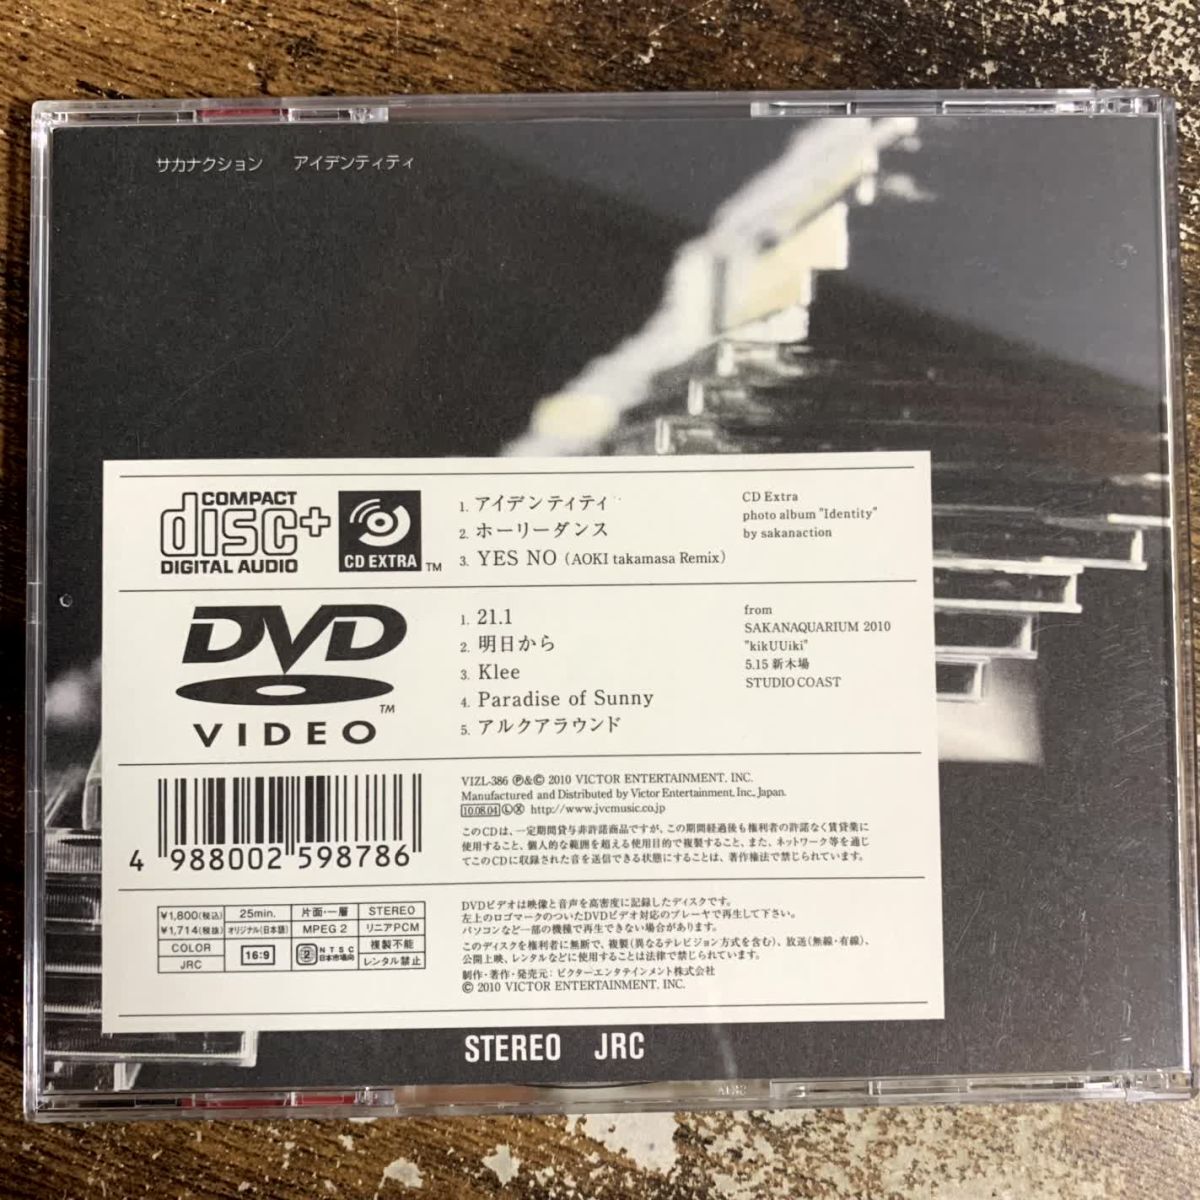 サカナクション アイデンティティ
COMPACT
disc+
DIGITAL AUDIO
CD EXTRA
TM
1. アイデンティティ
2. ホーリーダンス
3. YES NO (AOKI takamasa Remix)
CD Extra
photo album "Identity"
by sakanaction
DVD
TM
VIDEO
1. 21.1
2. 明日から
3. Klee
4. Paradise of Sunny
5. アルクアラウンド
from
SAKANAQUARIUM 2010
"kikUUiki"
5.15 新木場
STUDIO COAST
4 988002 598786
VIZL-386 Ⓟ&© 2010 VICTOR ENTERTAINMENT, INC.
Manufactured and Distributed by Victor Entertainment, Inc., Japan.
10.08.04 Ⓛ Ⓧ http://www.jvcmusic.co.jp
このCDは、一定期間貸与非許諾商品ですが、この期間経過後も権利者の許諾なく賃貸業に
使用すること、個人的な範囲を超える使用目的で複製すること、また、ネットワーク等を通じ
てこのCDに収録された音を送信できる状態にすることは、著作権法で禁じられています。
¥1,800(税込) 25min. 片面・一層 STEREO
¥1,714(税抜) オリジナル(日本語) MPEG 2 リニアPCM
COLOR 16:9 2 NTSC 日本市場向 複製不能
JRC レンタル禁止
DVDビデオは映像と音声を高密度に記録したディスクです。
左上のロゴマークのついたDVDビデオ対応のプレーヤで再生して下さい。
パソコンなど一部の機種で再生できない場合があります。
このディスクを権利者に無断で、複製(異なるテレビジョン方式を含む)、放送(無線・有線)、
公開上映、レンタルなどに使用することは法律で禁じられています。
制作・著作・発売元：ビクターエンタテインメント株式会社
© 2010 VICTOR ENTERTAINMENT, INC.
STEREO JRC